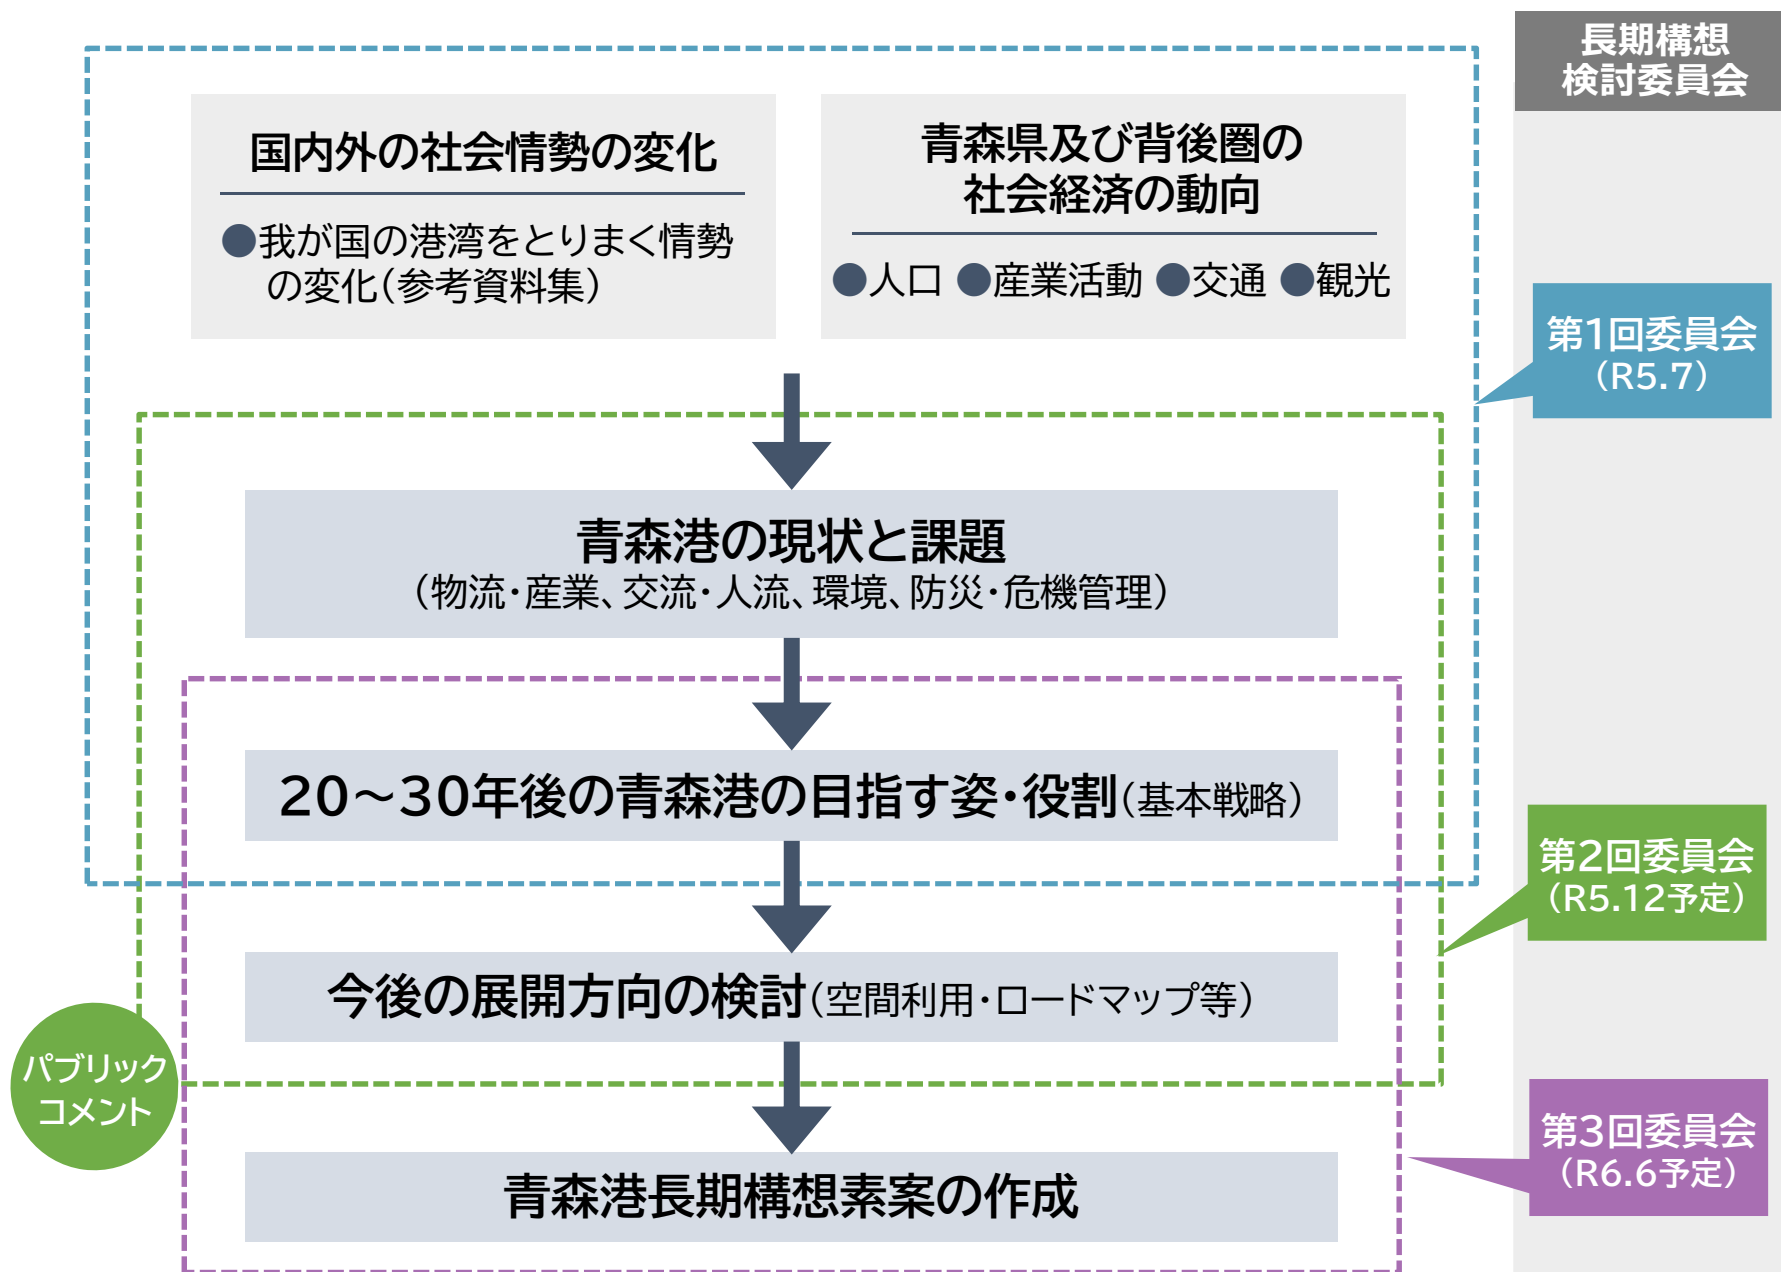 長期構想
検討委員会
国内外の社会情勢の変化
●我が国の港湾をとりまく情勢
の変化(参考資料集)
青森県及び背後圏の
社会経済の動向
●人口 ●産業活動 ●交通 ●観光
第1回委員会
(R5.7)
青森港の現状と課題
(物流・産業、交流・人流、環境、防災・危機管理)
20～30年後の青森港の目指す姿・役割(基本戦略)
第2回委員会
(R5.12予定)
今後の展開方向の検討(空間利用・ロードマップ等)
パブリック
コメント
第3回委員会
(R6.6予定)
青森港長期構想素案の作成